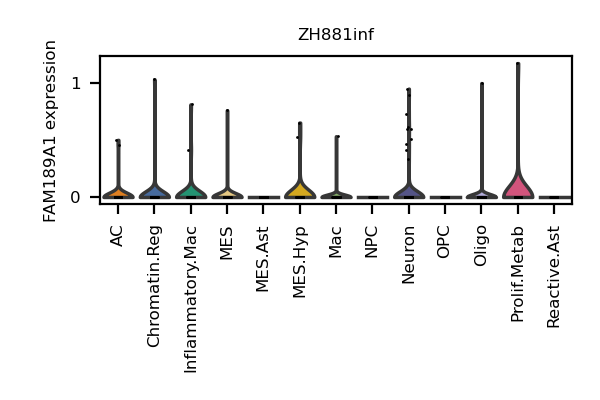 ZH881inf
FAM189A1 expression
1
0
AC
Chromatin.Reg
Inflammatory.Mac
MES
MES.Ast
MES.Hyp
Mac
NPC
Neuron
OPC
Oligo
Prolif.Metab
Reactive.Ast